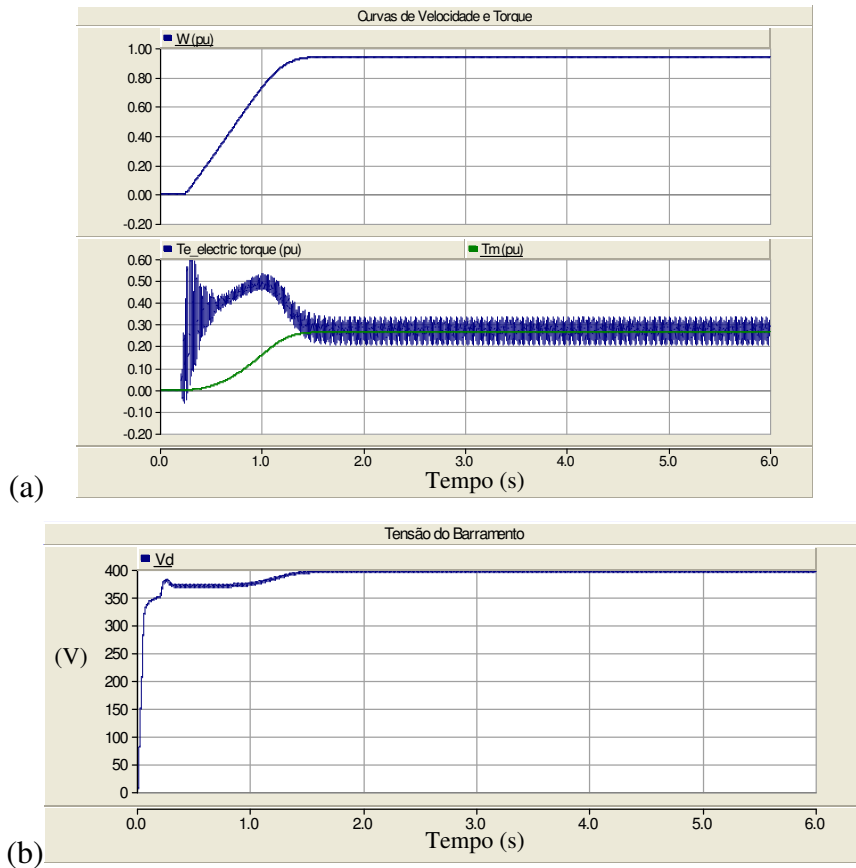 Curvas de Velocidade e Torque
W (pu)
1.00
0.80
0.60
0.40
0.20
0.00
-0.20
Te_electric torque (pu) Tm (pu)
0.60
0.50
0.40
0.30
0.20
0.10
0.00
-0.10
-0.20
0.0 1.0 2.0 3.0 4.0 5.0 6.0
Tempo (s)
(a)
Tensão do Barramento
Vd
400
350
300
250
200
150
100
50
0
(V)
0.0 1.0 2.0 3.0 4.0 5.0 6.0
Tempo (s)
(b)